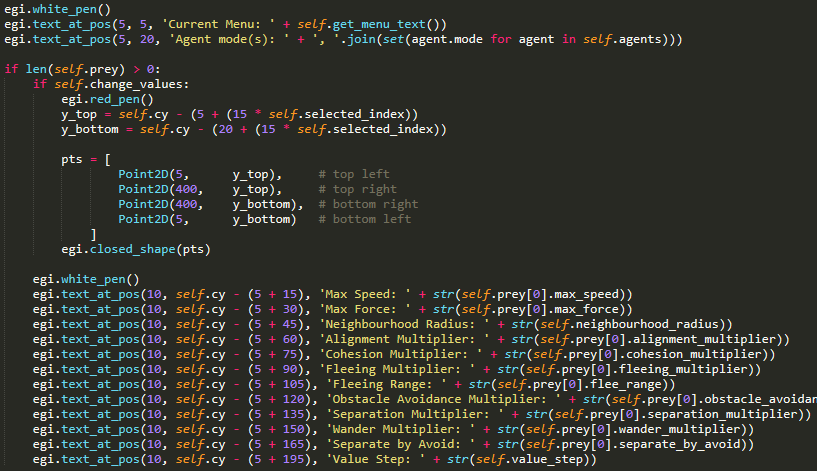 egi.white_pen()
egi.text_at_pos(5, 5, 'Current Menu: ' + self.get_menu_text())
egi.text_at_pos(5, 20, 'Agent mode(s): ' + ', '.join(set(agent.mode for agent in self.agents)))
if len(self.prey) > 0:
if self.change_values:
egi.red_pen()
y_top = self.cy - (5 + (15 * self.selected_index))
y_bottom = self.cy - (20 + (15 * self.selected_index))
pts = [
Point2D(5, y_top), # top left
Point2D(400, y_top), # top right
Point2D(400, y_bottom), # bottom right
Point2D(5, y_bottom) # bottom left
]
egi.closed_shape(pts)
egi.white_pen()
egi.text_at_pos(10, self.cy - (5 + 15), 'Max Speed: ' + str(self.prey[0].max_speed))
egi.text_at_pos(10, self.cy - (5 + 30), 'Max Force: ' + str(self.prey[0].max_force))
egi.text_at_pos(10, self.cy - (5 + 45), 'Neighbourhood Radius: ' + str(self.neighbourhood_radius))
egi.text_at_pos(10, self.cy - (5 + 60), 'Alignment Multiplier: ' + str(self.prey[0].alignment_multiplier))
egi.text_at_pos(10, self.cy - (5 + 75), 'Cohesion Multiplier: ' + str(self.prey[0].cohesion_multiplier))
egi.text_at_pos(10, self.cy - (5 + 90), 'Fleeing Multiplier: ' + str(self.prey[0].fleeing_multiplier))
egi.text_at_pos(10, self.cy - (5 + 105), 'Fleeing Range: ' + str(self.prey[0].flee_range))
egi.text_at_pos(10, self.cy - (5 + 120), 'Obstacle Avoidance Multiplier: ' + str(self.prey[0].obstacle_avoidan
egi.text_at_pos(10, self.cy - (5 + 135), 'Separation Multiplier: ' + str(self.prey[0].separation_multiplier))
egi.text_at_pos(10, self.cy - (5 + 150), 'Wander Multiplier: ' + str(self.prey[0].wander_multiplier))
egi.text_at_pos(10, self.cy - (5 + 165), 'Separate by Avoid: ' + str(self.prey[0].separate_by_avoid))
egi.text_at_pos(10, self.cy - (5 + 195), 'Value Step: ' + str(self.value_step))